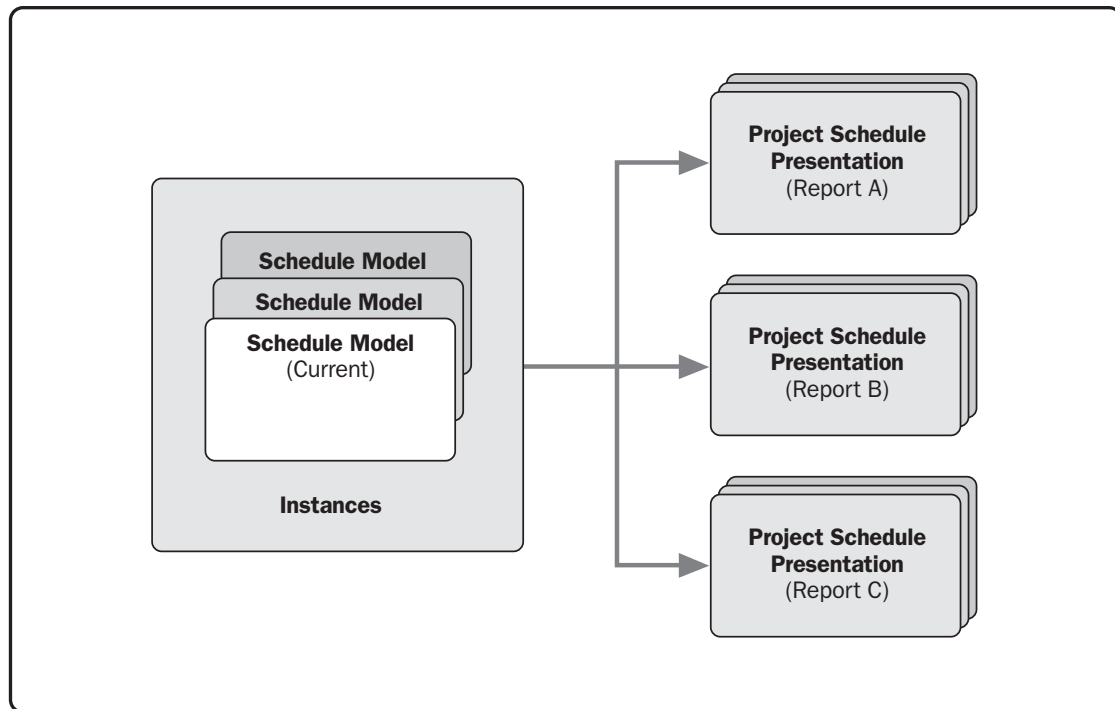 Schedule Model
Schedule Model
Schedule Model
(Current)
Instances
Project Schedule
Presentation
(Report A)
Project Schedule
Presentation
(Report B)
Project Schedule
Presentation
(Report C)